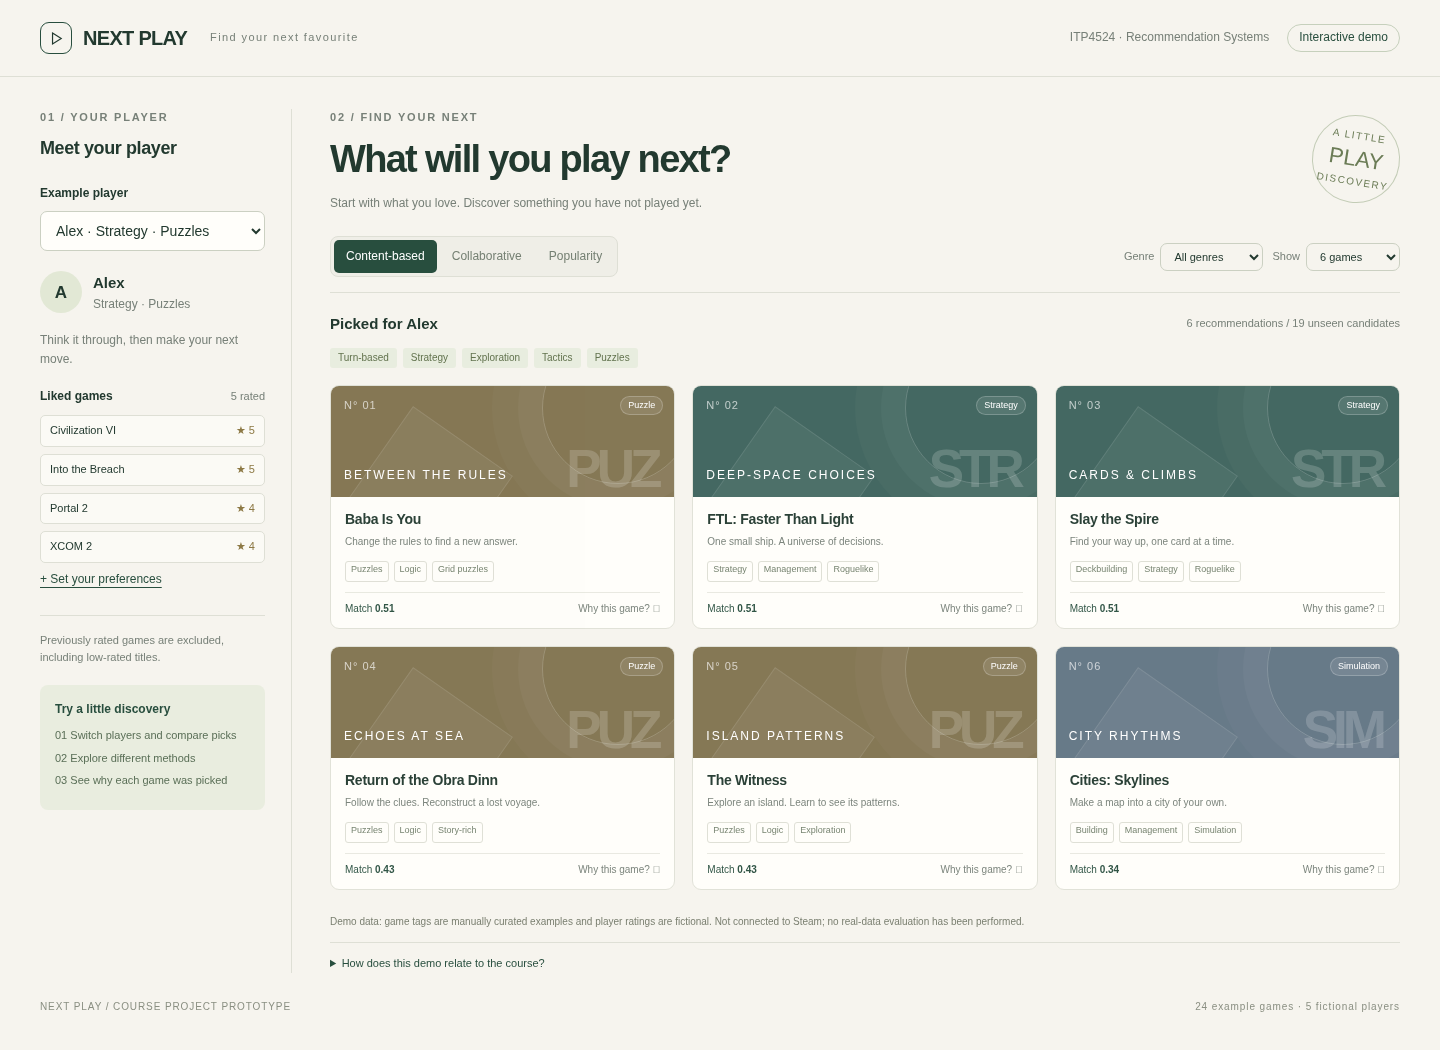 NEXT PLAY
Find your next favourite
ITP4524 · Recommendation Systems
Interactive demo
01 / YOUR PLAYER
Meet your player
Example player
Alex · Strategy · Puzzles
A
Alex
Strategy · Puzzles
Think it through, then make your next
move.
Liked games
5 rated
Civilization VI
★ 5
Into the Breach
★ 5
Portal 2
★ 4
XCOM 2
★ 4
+ Set your preferences
Previously rated games are excluded,
including low-rated titles.
Try a little discovery
01 Switch players and compare picks
02 Explore different methods
03 See why each game was picked
02 / FIND YOUR NEXT
What will you play next?
Start with what you love. Discover something you have not played yet.
A LITTLE
PLAY
DISCOVERY
Content-based
Collaborative
Popularity
Genre
All genres
Show
6 games
Picked for Alex
6 recommendations / 19 unseen candidates
Turn-based
Strategy
Exploration
Tactics
Puzzles
N° 01
Puzzle
PUZ
BETWEEN THE RULES
Baba Is You
Change the rules to find a new answer.
Puzzles
Logic
Grid puzzles
Match 0.51
Why this game?
N° 02
Strategy
STR
DEEP-SPACE CHOICES
FTL: Faster Than Light
One small ship. A universe of decisions.
Strategy
Management
Roguelike
Match 0.51
Why this game?
N° 03
Strategy
STR
CARDS & CLIMBS
Slay the Spire
Find your way up, one card at a time.
Deckbuilding
Strategy
Roguelike
Match 0.51
Why this game?
N° 04
Puzzle
PUZ
ECHOES AT SEA
Return of the Obra Dinn
Follow the clues. Reconstruct a lost voyage.
Puzzles
Logic
Story-rich
Match 0.43
Why this game?
N° 05
Puzzle
PUZ
ISLAND PATTERNS
The Witness
Explore an island. Learn to see its patterns.
Puzzles
Logic
Exploration
Match 0.43
Why this game?
N° 06
Simulation
SIM
CITY RHYTHMS
Cities: Skylines
Make a map into a city of your own.
Building
Management
Simulation
Match 0.34
Why this game?
Demo data: game tags are manually curated examples and player ratings are fictional. Not connected to Steam; no real-data evaluation has been performed.
▶ How does this demo relate to the course?
NEXT PLAY / COURSE PROJECT PROTOTYPE
24 example games · 5 fictional players